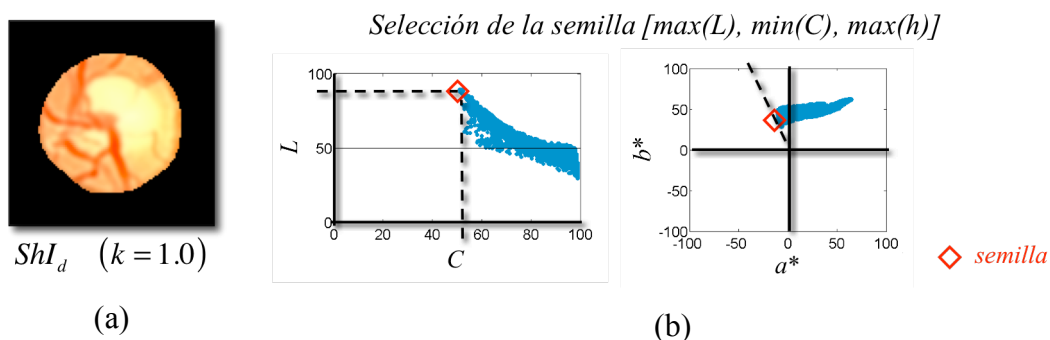 Selección de la semilla [max(L), min(C), max(h)]
100
50
0
L
0 20 40 60 80 100
C
100
50
0
-50
-100
b*
-100 -50 0 50 100
a*
semilla
ShI_d (k = 1.0)
(a)
(b)